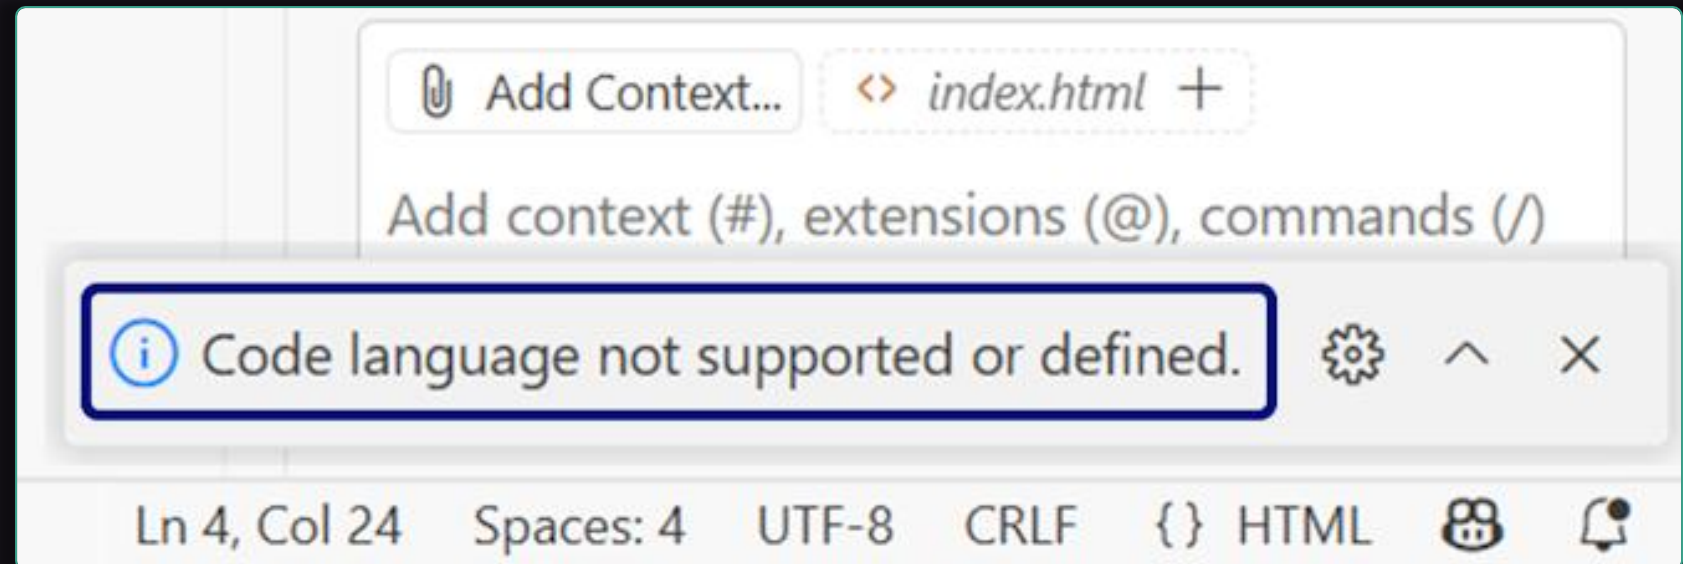 Add Context... index.html +
Add context (#), extensions (@), commands (/)
Code language not supported or defined.
Ln 4, Col 24 Spaces: 4 UTF-8 CRLF {} HTML